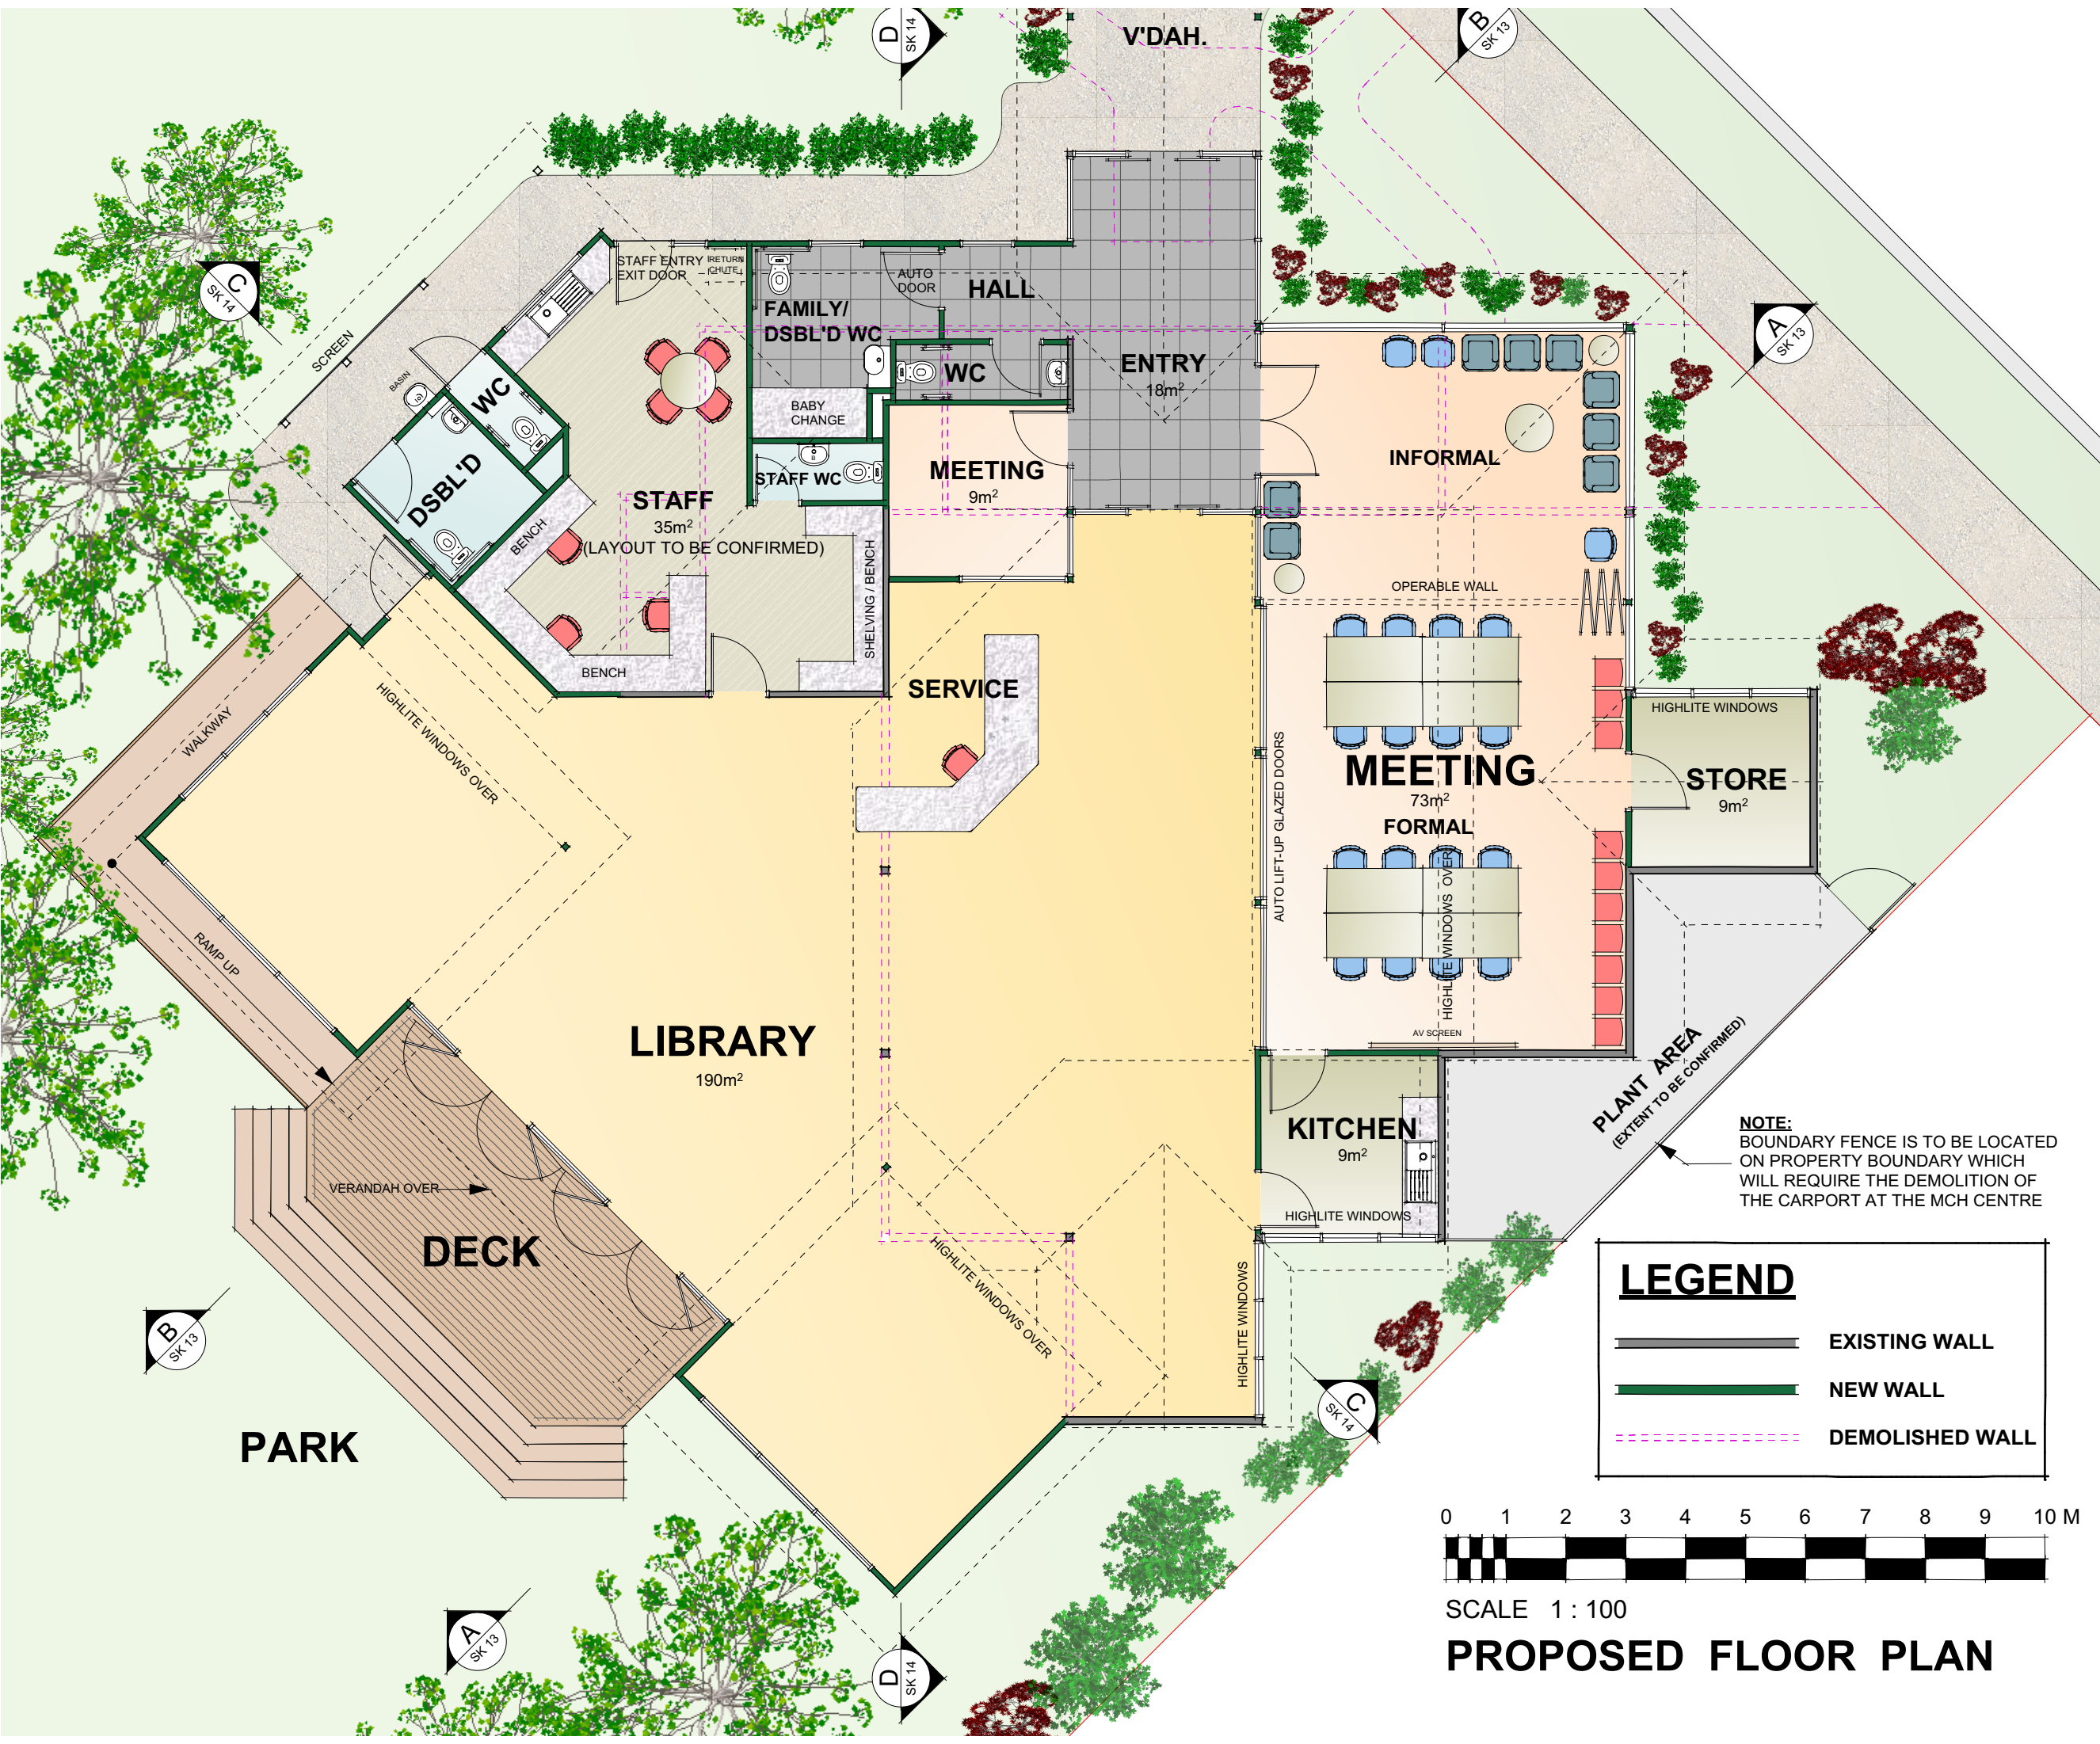 D
SK 14
V'DAH.
B
SK 13
C
SK 14
SCREEN
STAFF ENTRY
EXIT DOOR
RETURN
CHUTE
AUTO
DOOR
HALL
FAMILY/
DSBL'D WC
WC
ENTRY
18m²
A
SK 13
BASIN
WC
BABY
CHANGE
DSBL'D
MEETING
9m²
INFORMAL
STAFF WC
STAFF
35m²
(LAYOUT TO BE CONFIRMED)
BENCH
BENCH
SHELVING / BENCH
OPERABLE WALL
SERVICE
HIGHLITE WINDOWS OVER
WALKWAY
HIGHLITE WINDOWS
AUTO LIFT-UP GLAZED DOORS
MEETING
73m²
FORMAL
STORE
9m²
HIGHLITE WINDOWS OVER
RAMP UP
LIBRARY
190m²
AV SCREEN
PLANT AREA
(EXTENT TO BE CONFIRMED)
KITCHEN
9m²
HIGHLITE WINDOWS
NOTE:
BOUNDARY FENCE IS TO BE LOCATED
ON PROPERTY BOUNDARY WHICH
WILL REQUIRE THE DEMOLITION OF
THE CARPORT AT THE MCH CENTRE
VERANDAH OVER
DECK
HIGHLITE WINDOWS OVER
HIGHLITE WINDOWS
B
SK 13
C
SK 14
PARK
LEGEND
EXISTING WALL
NEW WALL
DEMOLISHED WALL
0 1 2 3 4 5 6 7 8 9 10 M
SCALE 1 : 100
PROPOSED FLOOR PLAN
A
SK 13
D
SK 14